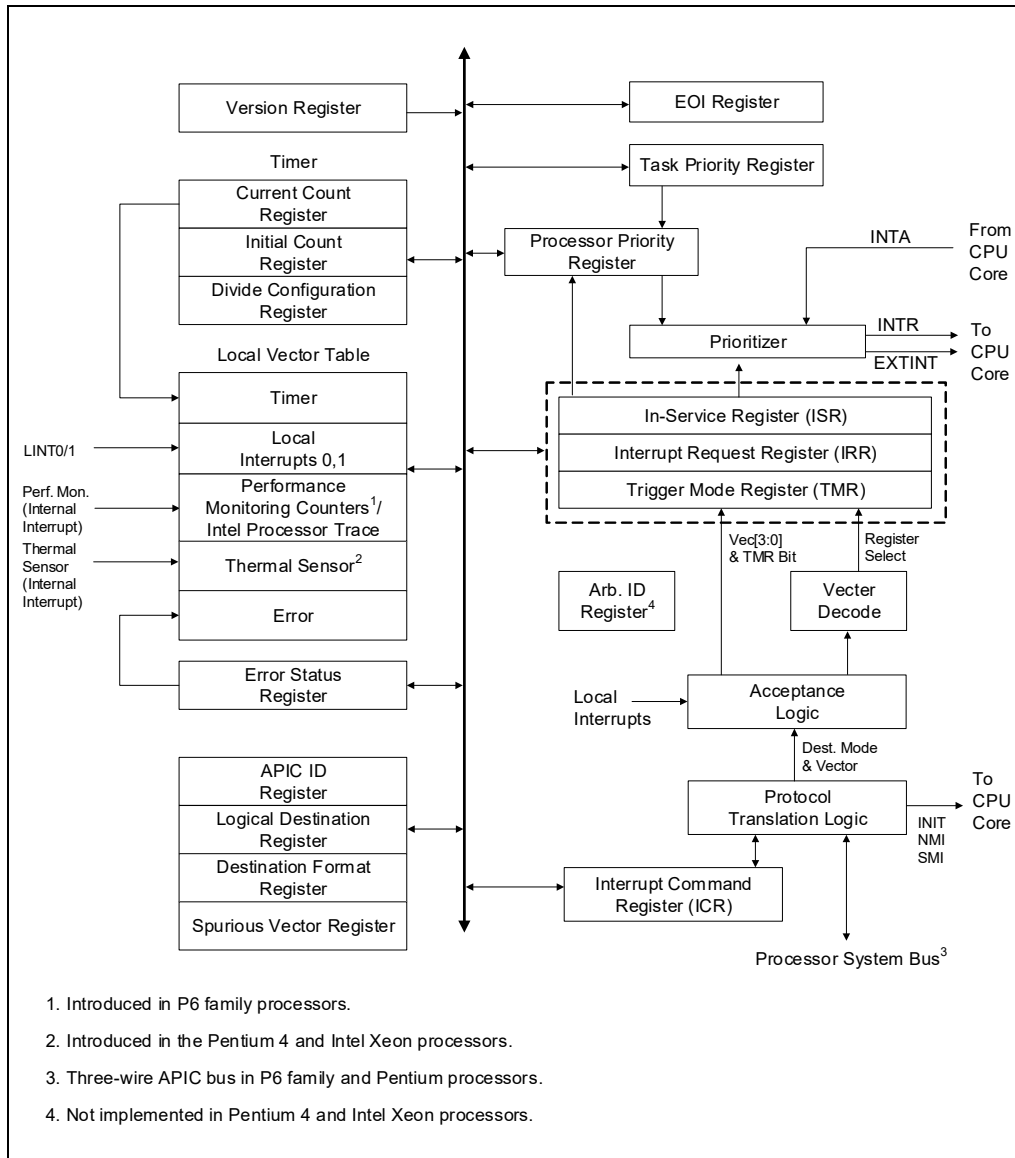 Version Register
EOI Register
Timer
Task Priority Register
Current Count
Register
Initial Count
Register
Divide Configuration
Register
Processor Priority
Register
INTA
From
CPU
Core
Prioritizer
INTR
EXTINT
To
CPU
Core
Local Vector Table
Timer
Local
Interrupts 0,1
Performance
Monitoring Counters1/
Intel Processor Trace
Thermal Sensor2
Error
LINT0/1
Perf. Mon.
(Internal
Interrupt)
Thermal
Sensor
(Internal
Interrupt)
In-Service Register (ISR)
Interrupt Request Register (IRR)
Trigger Mode Register (TMR)
Vec[3:0]
& TMR Bit
Register
Select
Arb. ID
Register4
Vecter
Decode
Error Status
Register
Local
Interrupts
Acceptance
Logic
Dest. Mode
& Vector
APIC ID
Register
Logical Destination
Register
Destination Format
Register
Spurious Vector Register
Protocol
Translation Logic
INIT
NMI
SMI
To
CPU
Core
Interrupt Command
Register (ICR)
Processor System Bus3
1. Introduced in P6 family processors.
2. Introduced in the Pentium 4 and Intel Xeon processors.
3. Three-wire APIC bus in P6 family and Pentium processors.
4. Not implemented in Pentium 4 and Intel Xeon processors.